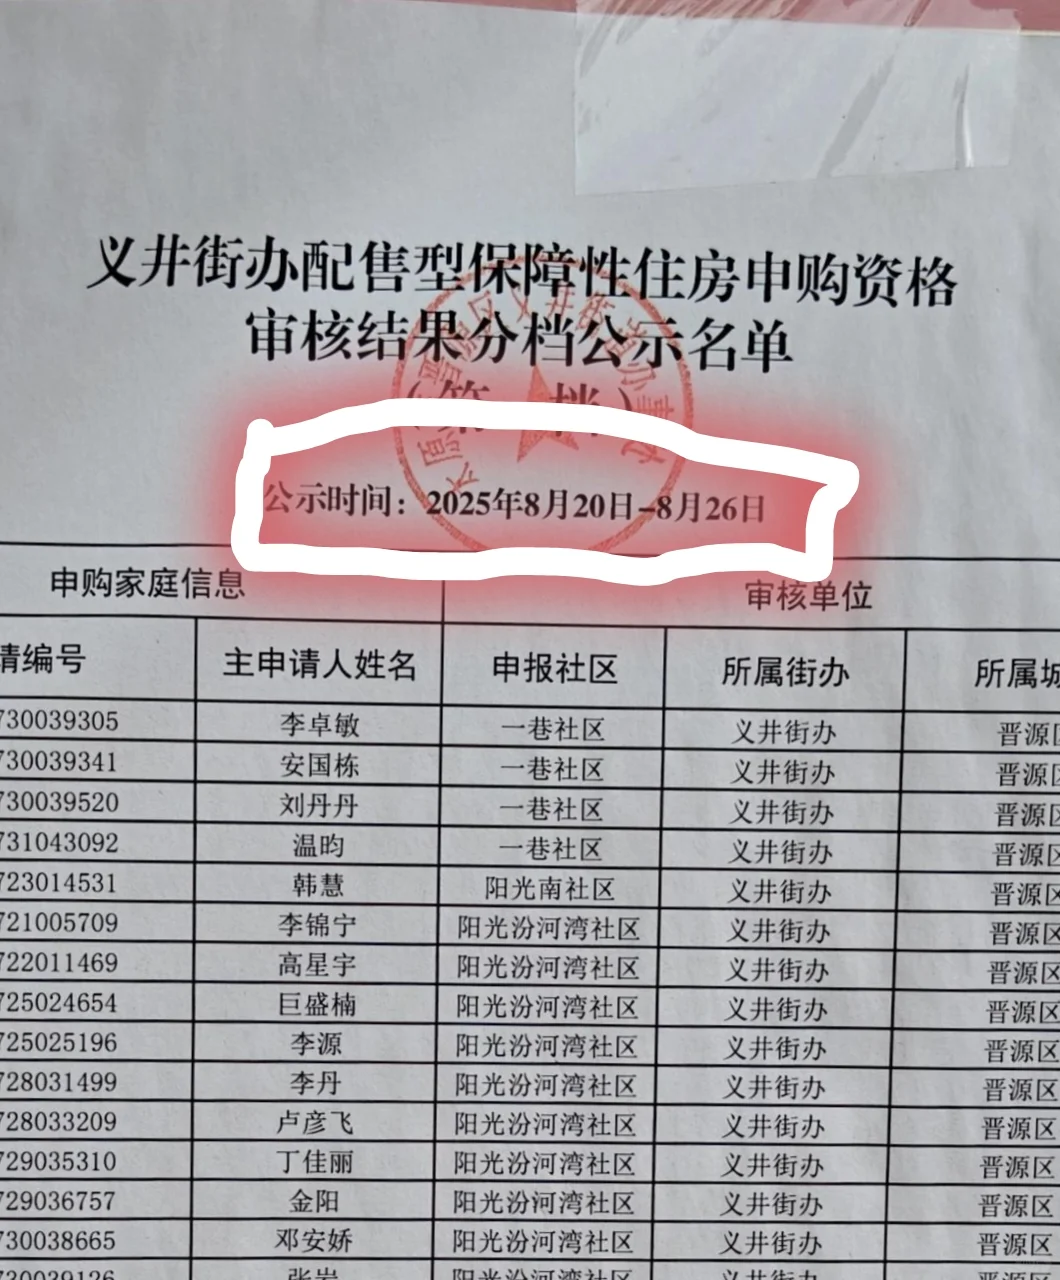 义井街办配售型保障性住房申购资格
审核结果分档公示名单
公示时间：2025年8月20日-8月26日
申购家庭信息 审核单位
请编号 主申请人姓名 申报社区 所属街办 所属城
730039305 李卓敏 一巷社区 义井街办 晋源区
730039341 安国栋 一巷社区 义井街办 晋源区
730039520 刘丹丹 一巷社区 义井街办 晋源区
731043092 温昀 一巷社区 义井街办 晋源区
723014531 韩慧 阳光南社区 义井街办 晋源区
721005709 李锦宁 阳光汾河湾社区 义井街办 晋源区
722011469 高星宇 阳光汾河湾社区 义井街办 晋源区
725024654 巨盛楠 阳光汾河湾社区 义井街办 晋源区
725025196 李源 阳光汾河湾社区 义井街办 晋源区
728031499 李丹 阳光汾河湾社区 义井街办 晋源区
728033209 卢彦飞 阳光汾河湾社区 义井街办 晋源区
729035310 丁佳丽 阳光汾河湾社区 义井街办 晋源区
729036757 金阳 阳光汾河湾社区 义井街办 晋源区
730038665 邓安娇 阳光汾河湾社区 义井街办 晋源区
730039126 阳光汾河湾社区 义井街办 晋源区